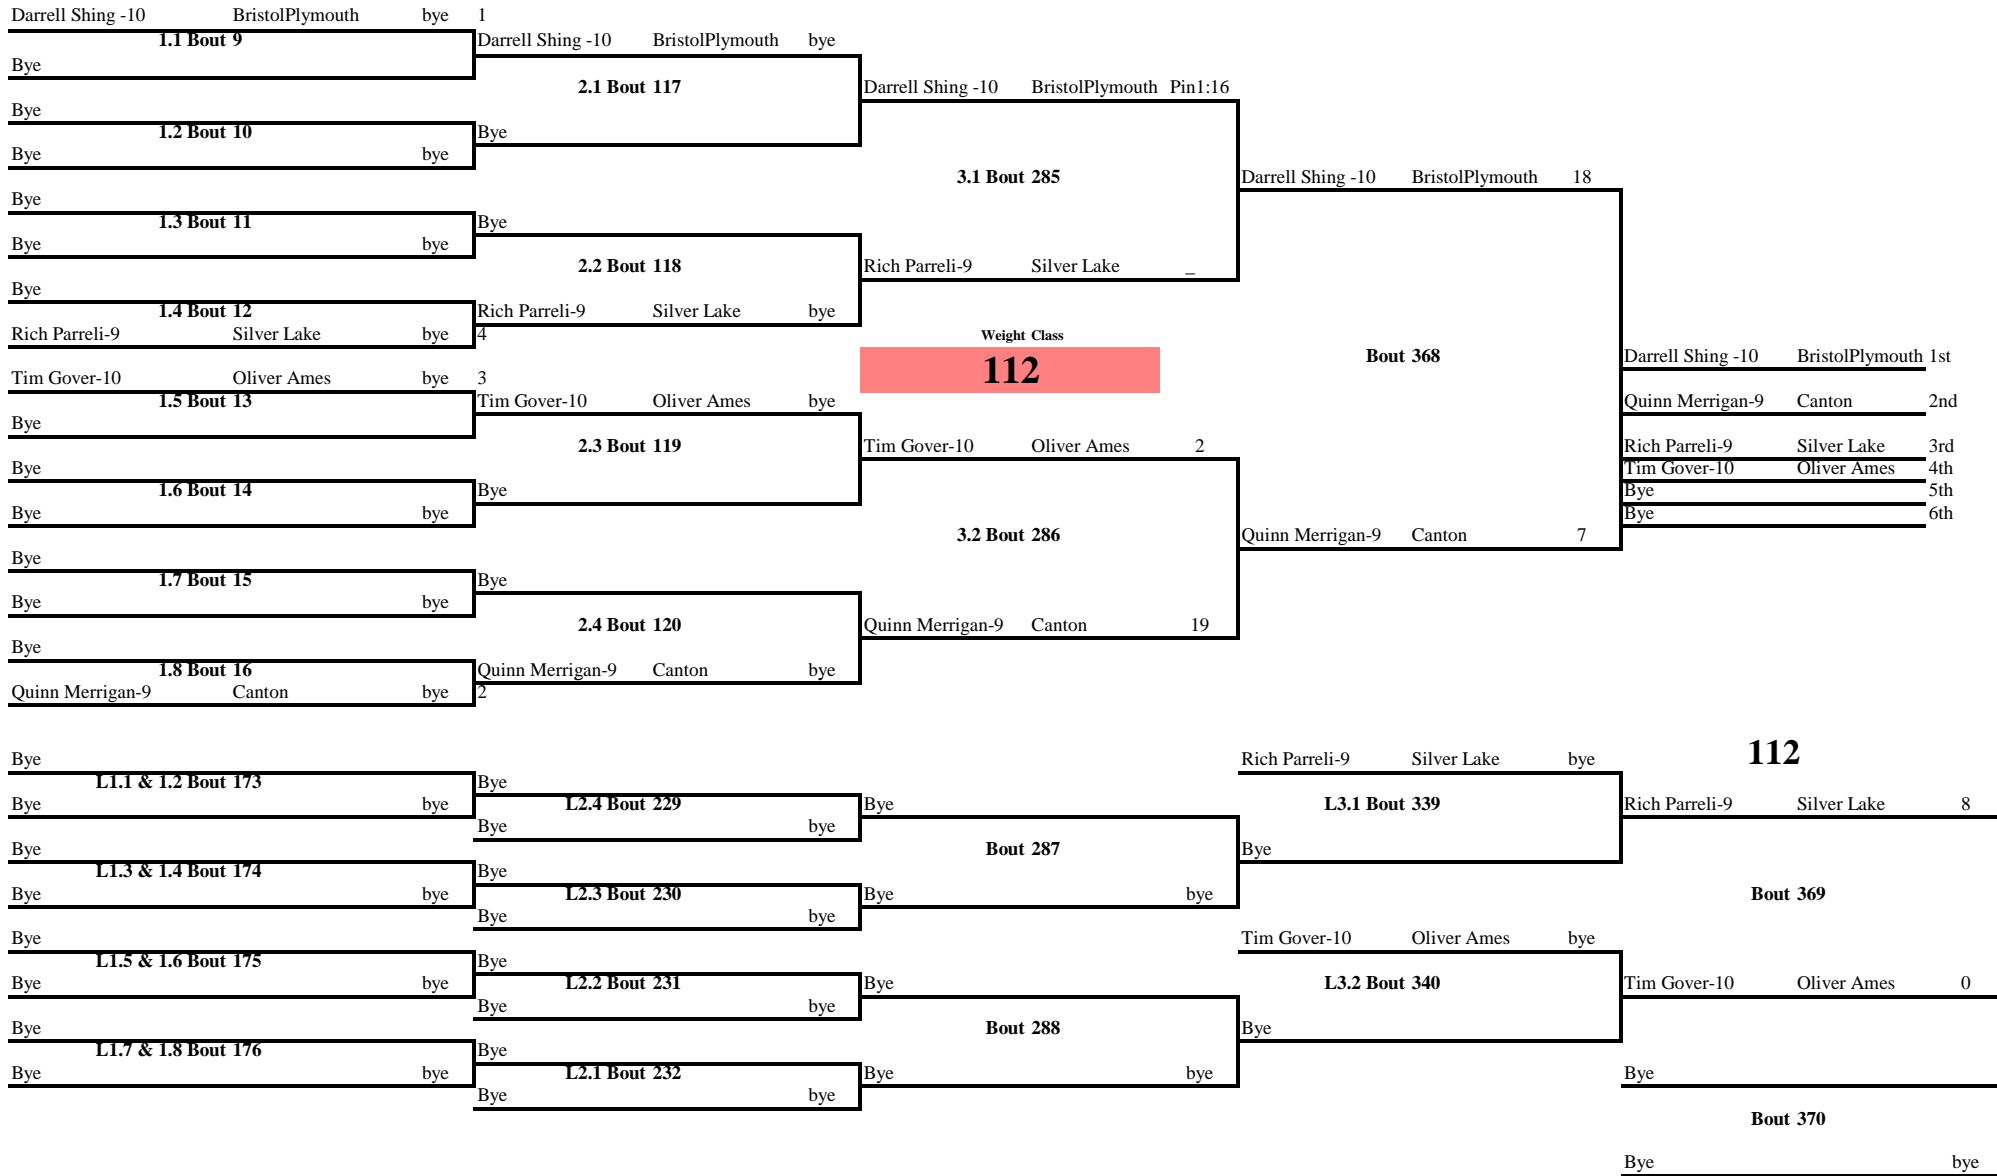 Darrell Shing -10 BristolPlymouth bye 1
1.1 Bout 9 Darrell Shing -10 BristolPlymouth bye
Bye
2.1 Bout 117 Darrell Shing -10 BristolPlymouth Pin1:16
Bye
1.2 Bout 10 Bye
Bye bye
3.1 Bout 285 Darrell Shing -10 BristolPlymouth 18
Bye
1.3 Bout 11 Bye
Bye bye
2.2 Bout 118 Rich Parreli-9 Silver Lake _
Bye
1.4 Bout 12 Rich Parreli-9 Silver Lake bye
Rich Parreli-9 Silver Lake bye 4 Weight Class
Bout 368 Darrell Shing -10 BristolPlymouth 1st
112
Tim Gover-10 Oliver Ames bye 3
1.5 Bout 13 Tim Gover-10 Oliver Ames bye Quinn Merrigan-9 Canton 2nd
Bye
2.3 Bout 119 Tim Gover-10 Oliver Ames 2 Rich Parreli-9 Silver Lake 3rd
Bye Tim Gover-10 Oliver Ames 4th
1.6 Bout 14 Bye Bye 5th
Bye bye Bye 6th
3.2 Bout 286 Quinn Merrigan-9 Canton 7
Bye
1.7 Bout 15 Bye
Bye bye
2.4 Bout 120 Quinn Merrigan-9 Canton 19
Bye
1.8 Bout 16 Quinn Merrigan-9 Canton bye
Quinn Merrigan-9 Canton bye 2
Bye Rich Parreli-9 Silver Lake bye 112
L1.1 & 1.2 Bout 173 Bye
Bye bye L2.4 Bout 229 Bye L3.1 Bout 339 Rich Parreli-9 Silver Lake 8
Bye bye
Bye Bout 287 Bye
L1.3 & 1.4 Bout 174 Bye
Bye bye L2.3 Bout 230 Bye bye Bout 369
Bye bye
Bye Tim Gover-10 Oliver Ames bye
L1.5 & 1.6 Bout 175 Bye
Bye bye L2.2 Bout 231 Bye L3.2 Bout 340 Tim Gover-10 Oliver Ames 0
Bye bye
Bye Bout 288 Bye
L1.7 & 1.8 Bout 176 Bye
Bye bye L2.1 Bout 232 Bye bye Bye
Bye bye
Bout 370
Bye bye